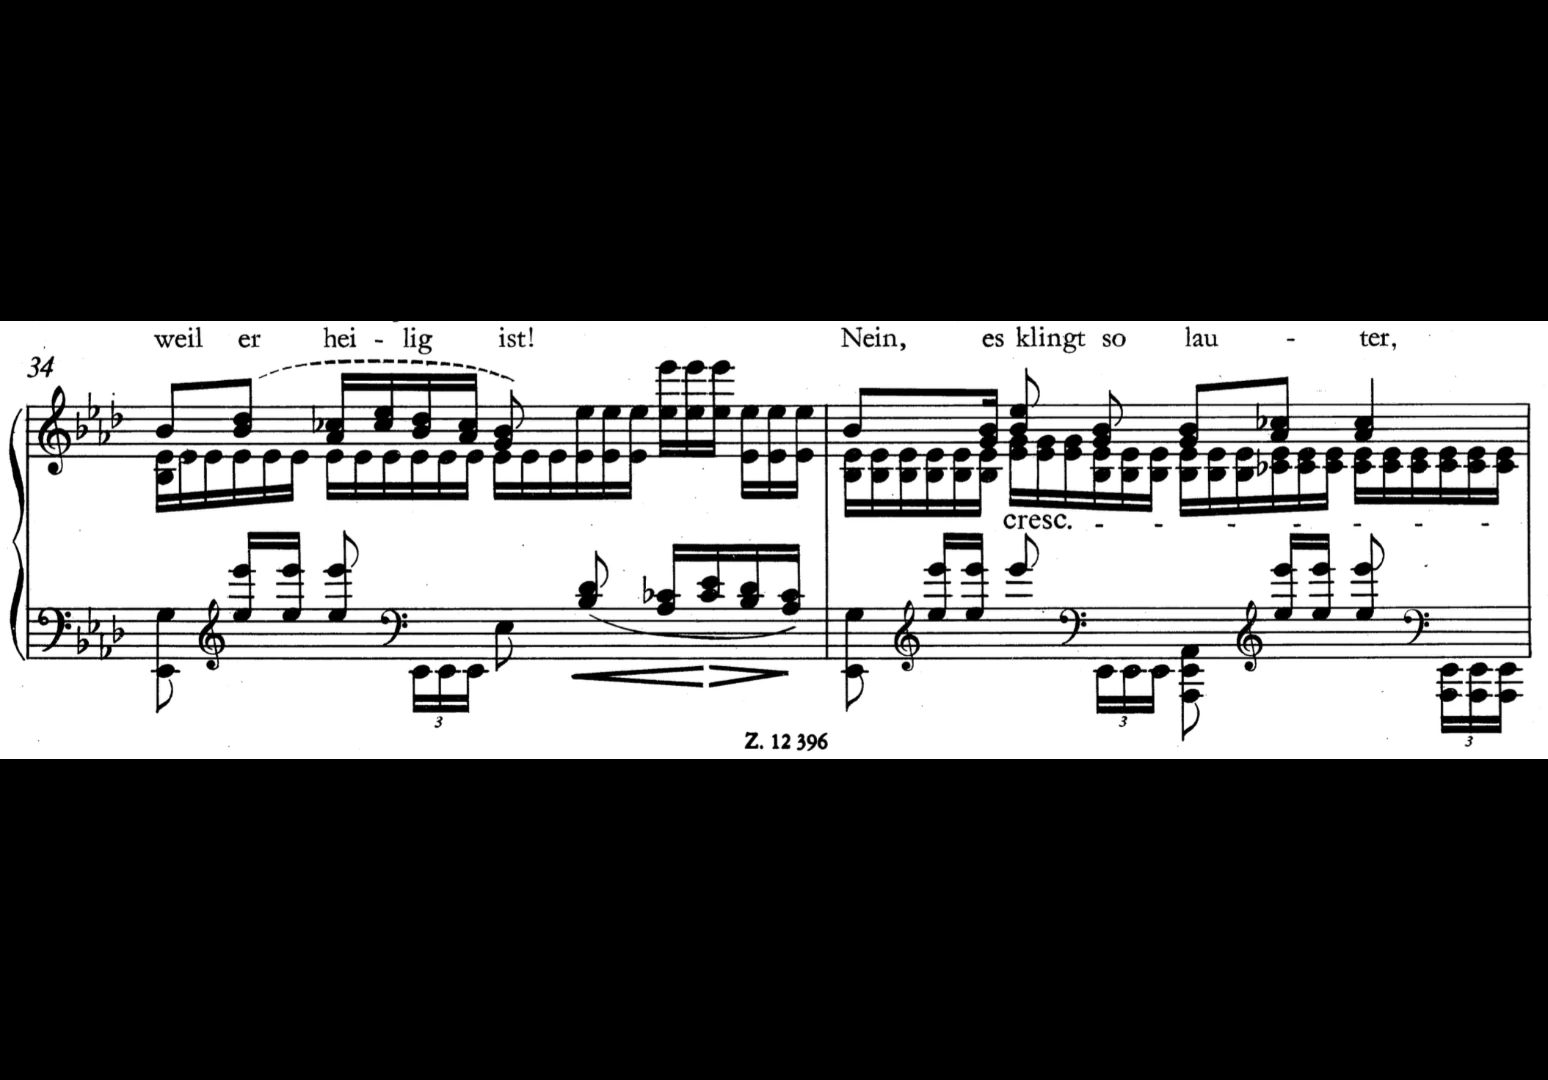 weil er hei - lig ist! Nein, es klingt so lau - ter,
34
cresc. - - - - - - -
3 3 3
Z. 12 396